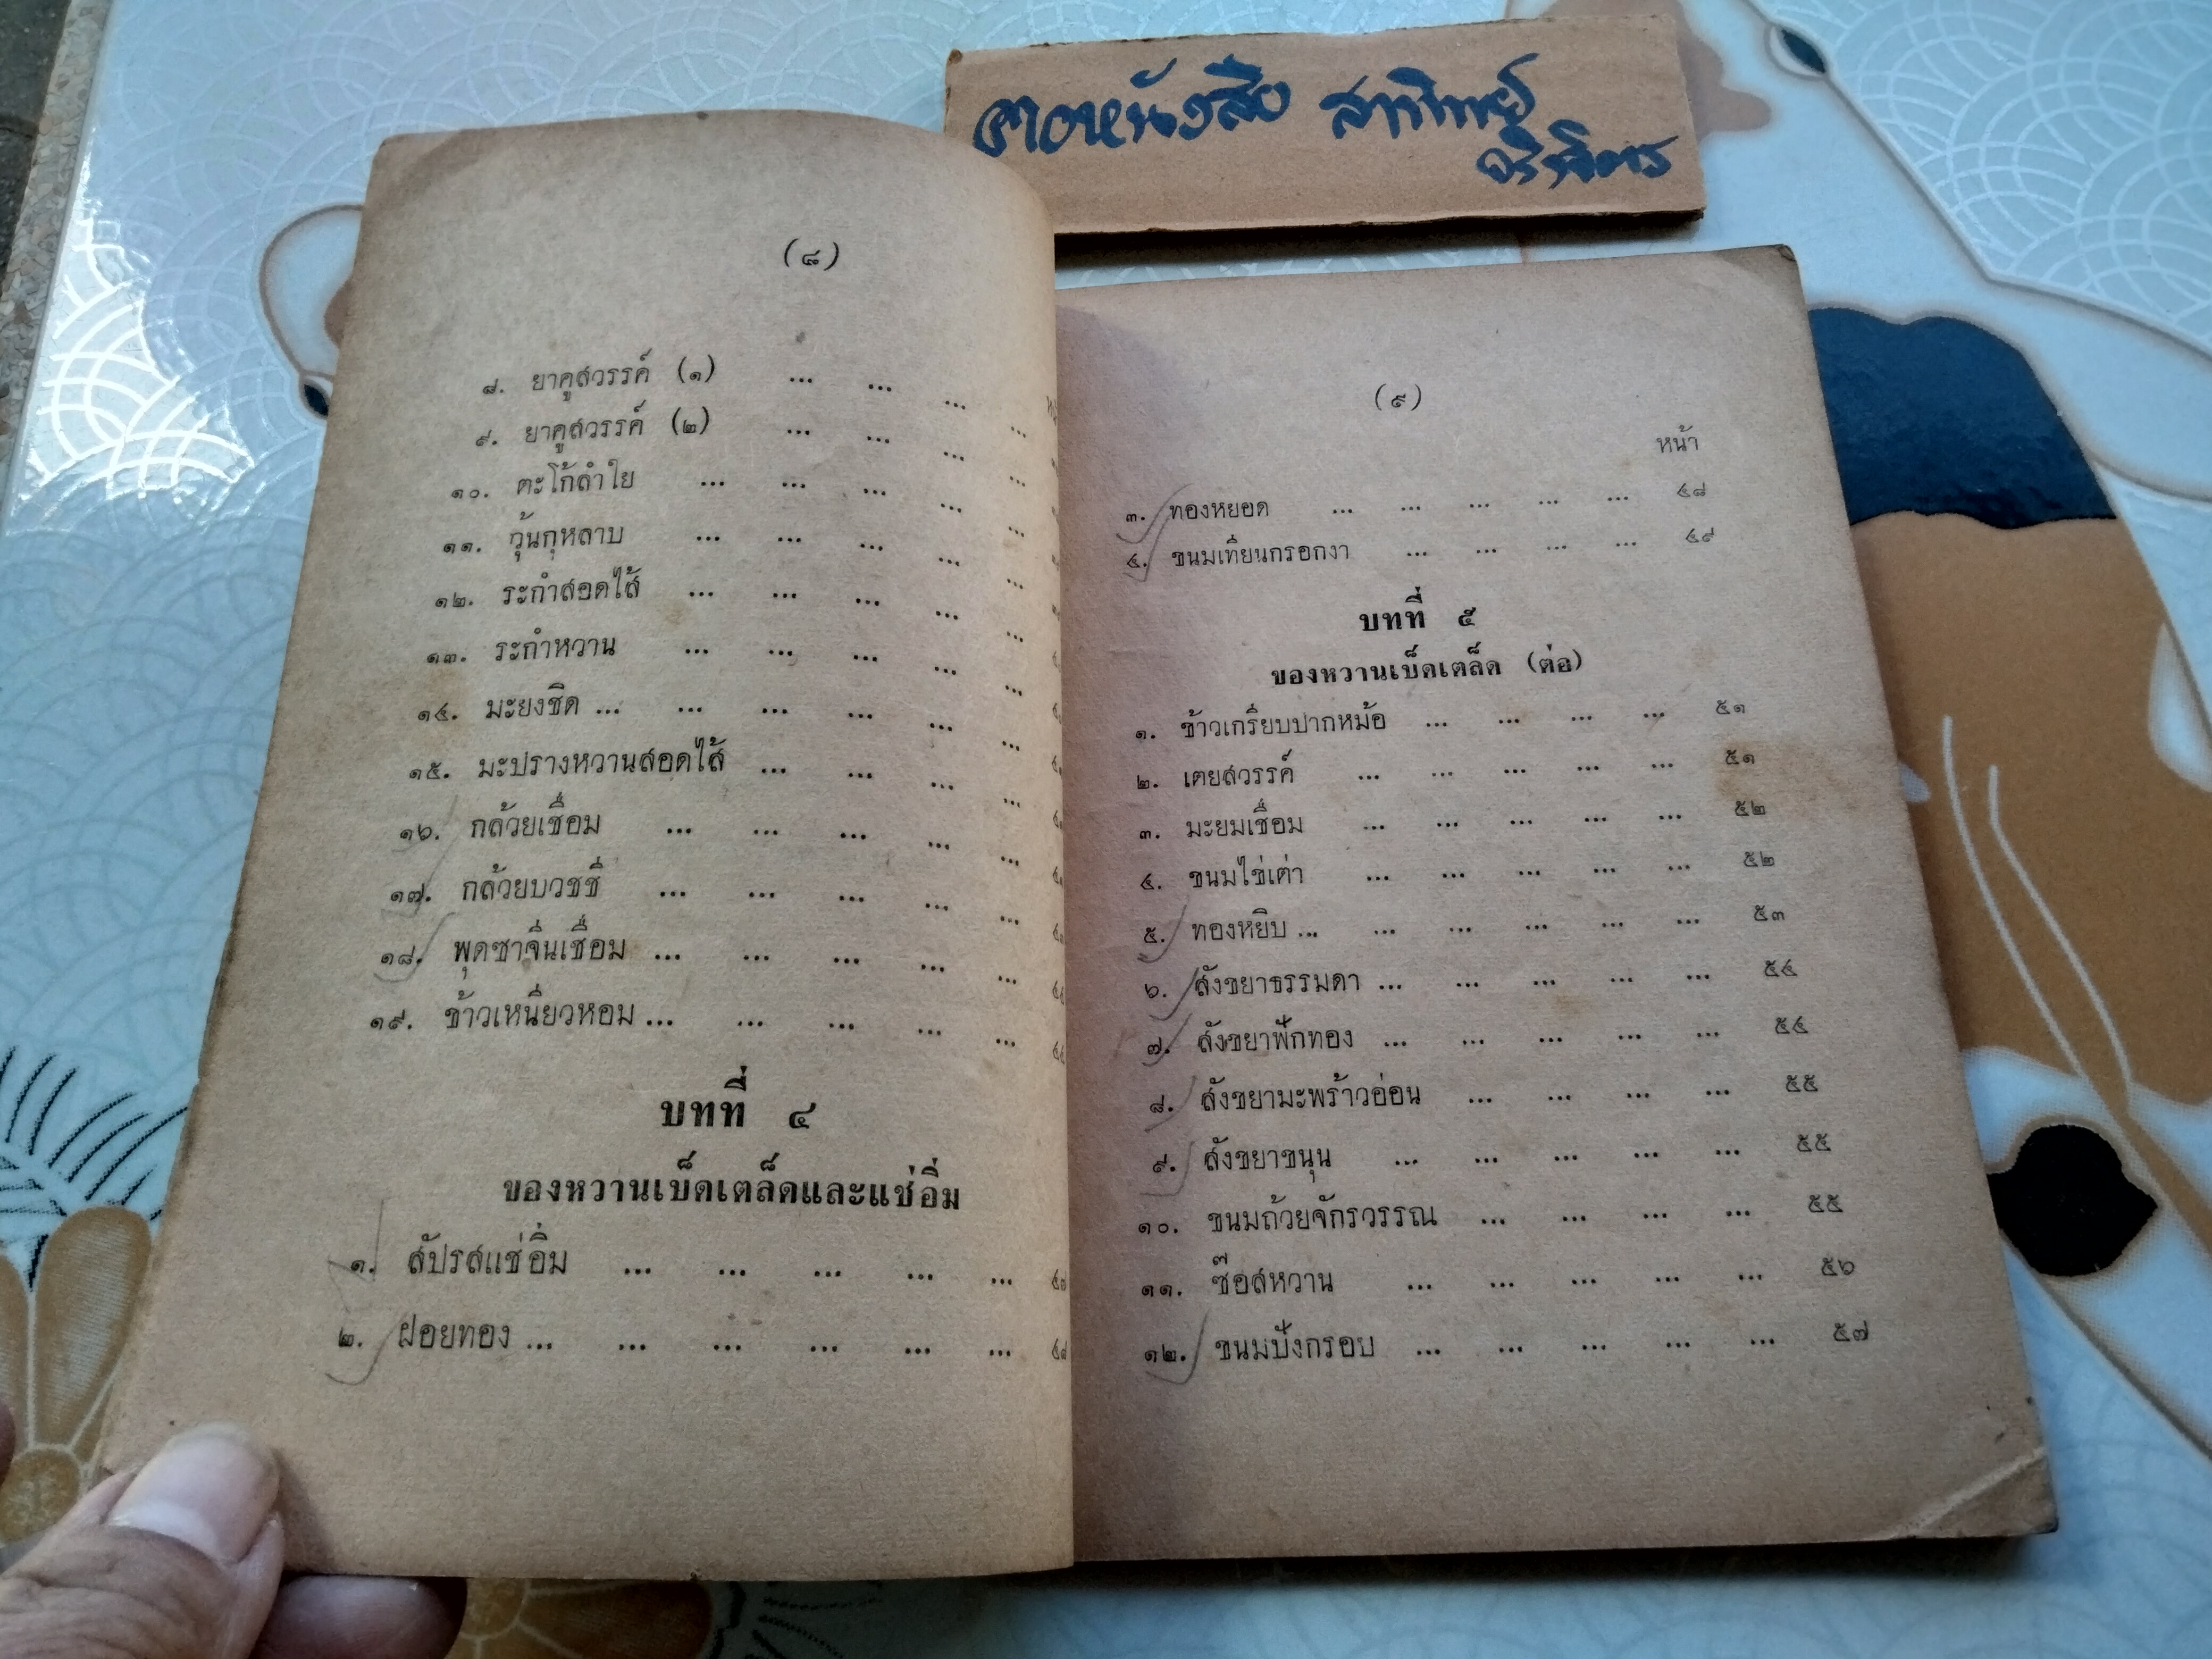 (๘)
๘. ยาคูสวรรค์ (๑) ... ... ... ...
๙. ยาคูสวรรค์ (๒) ... ... ... ...
๑๐. ตะโก้ลำใย ... ... ... ... ...
๑๑. วุ้นกุหลาบ ... ... ... ... ...
๑๒. ระกำสอดไส้ ... ... ... ... ...
๑๓. ระกำหวาน ... ... ... ... ...
๑๔. มะยงชิด ... ... ... ... ... ...
๑๕. มะปรางหวานสอดไส้ ... ... ... ...
๑๖. กล้วยเชื่อม ... ... ... ... ...
๑๗. กล้วยบวชชี ... ... ... ... ...
๑๘. พุดซาจีนเชื่อม ... ... ... ... ...
๑๙. ข้าวเหนียวหอม ... ... ... ... ...
บทที่ ๔
ของหวานเบ็ดเตล็ดและแช่อิ่ม
๑. สัปรสแช่อิ่ม ... ... ... ... ... ๔๗
๒. ฝอยทอง ... ... ... ... ... ... ๔๘
(๙)
หน้า
๓. ทองหยอด ... ... ... ... ... ๔๘
๔. ขนมเทียนกรอกงา ... ... ... ... ๔๙
บทที่ ๕
ของหวานเบ็ดเตล็ด (ต่อ)
๑. ข้าวเกรียบปากหม้อ ... ... ... ... ๕๑
๒. เตยสวรรค์ ... ... ... ... ... ๕๑
๓. มะยมเชื่อม ... ... ... ... ... ๕๒
๔. ขนมไข่เต่า ... ... ... ... ... ๕๒
๕. ทองหยิบ ... ... ... ... ... ... ๕๓
๖. สังขยาธรรมดา ... ... ... ... ... ๕๔
๗. สังขยาฟักทอง ... ... ... ... ... ๕๔
๘. สังขยามะพร้าวอ่อน ... ... ... ... ๕๕
๙. สังขยาขนุน ... ... ... ... ... ๕๕
๑๐. ขนมถ้วยจักรวรรณ ... ... ... ... ๕๕
๑๑. ซ๊อสหวาน ... ... ... ... ... ๕๖
๑๒. ขนมปังกรอบ ... ... ... ... ... ๕๗